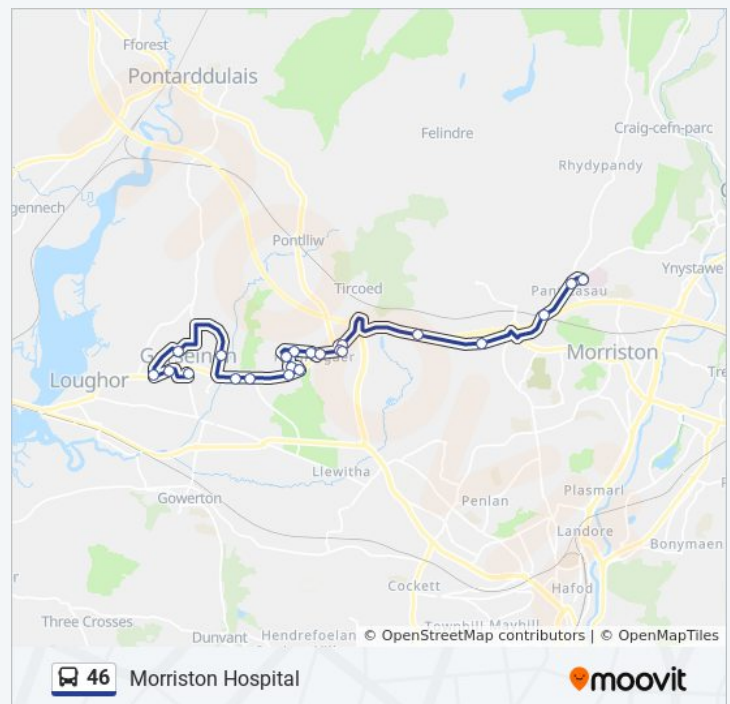 Fforest
Pontarddulais
Craig-cefn-parc
Felindre
Rhydypandy
gennech
Pontlliw
Ynystawe
Tircoed
Morriston
Loughor
Llewitha
Gowerton
Penlan
Plasmarl
Landore
Bonymaen
Cockett
Hafod
Three Crosses
Dunvant
Hendrefoelan
© OpenStreetMap contributors | © OpenMapTiles
46 Morriston Hospital
moovit